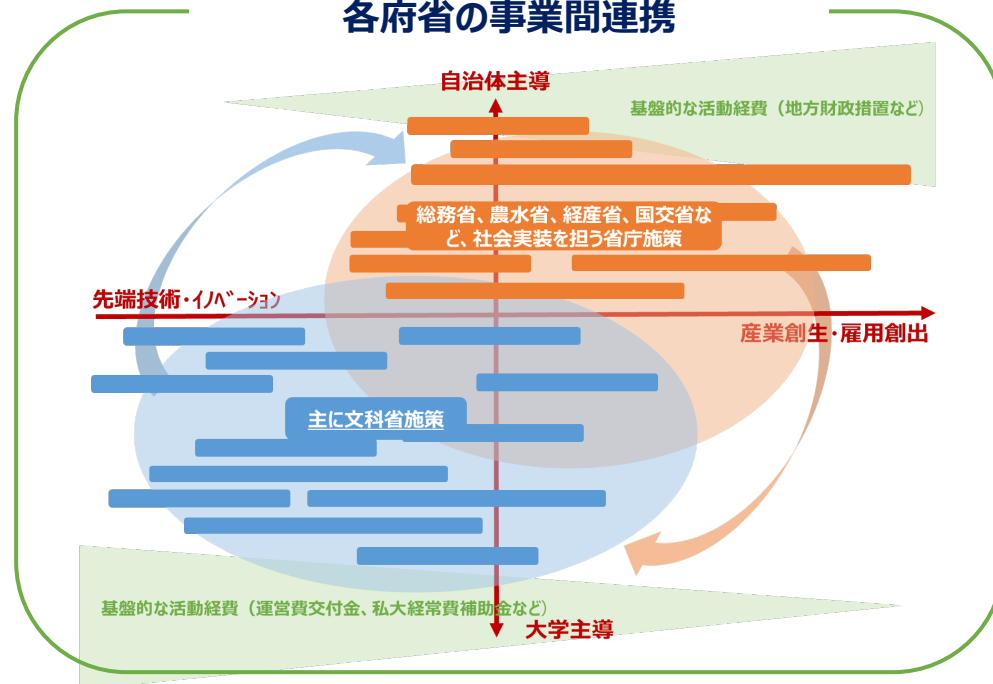 各府省の事業間連携
自治体主導
基盤的な活動経費（地方財政措置など）
総務省、農水省、経産省、国交省な
ど、社会実装を担う省庁施策
先端技術・ｲﾉﾍﾞｰｼｮﾝ
産業創生・雇用創出
主に文科省施策
基盤的な活動経費（運営費交付金、私大経常費補助金など）
大学主導